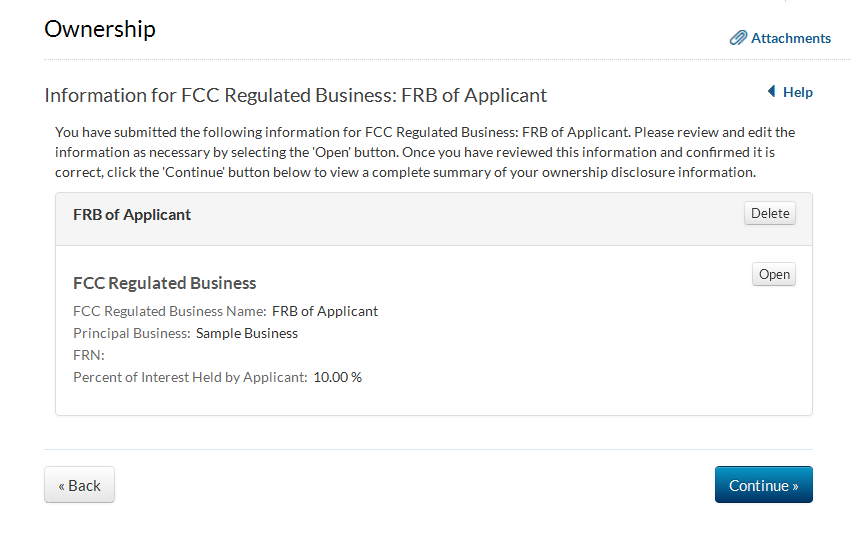 Ownership
Attachments
Information for FCC Regulated Business: FRB of Applicant
Help
You have submitted the following information for FCC Regulated Business: FRB of Applicant. Please review and edit the
information as necessary by selecting the 'Open' button. Once you have reviewed this information and confirmed it is
correct, click the 'Continue' button below to view a complete summary of your ownership disclosure information.
FRB of Applicant
Delete
FCC Regulated Business
Open
FCC Regulated Business Name: FRB of Applicant
Principal Business: Sample Business
FRN:
Percent of Interest Held by Applicant: 10.00 %
« Back
Continue »